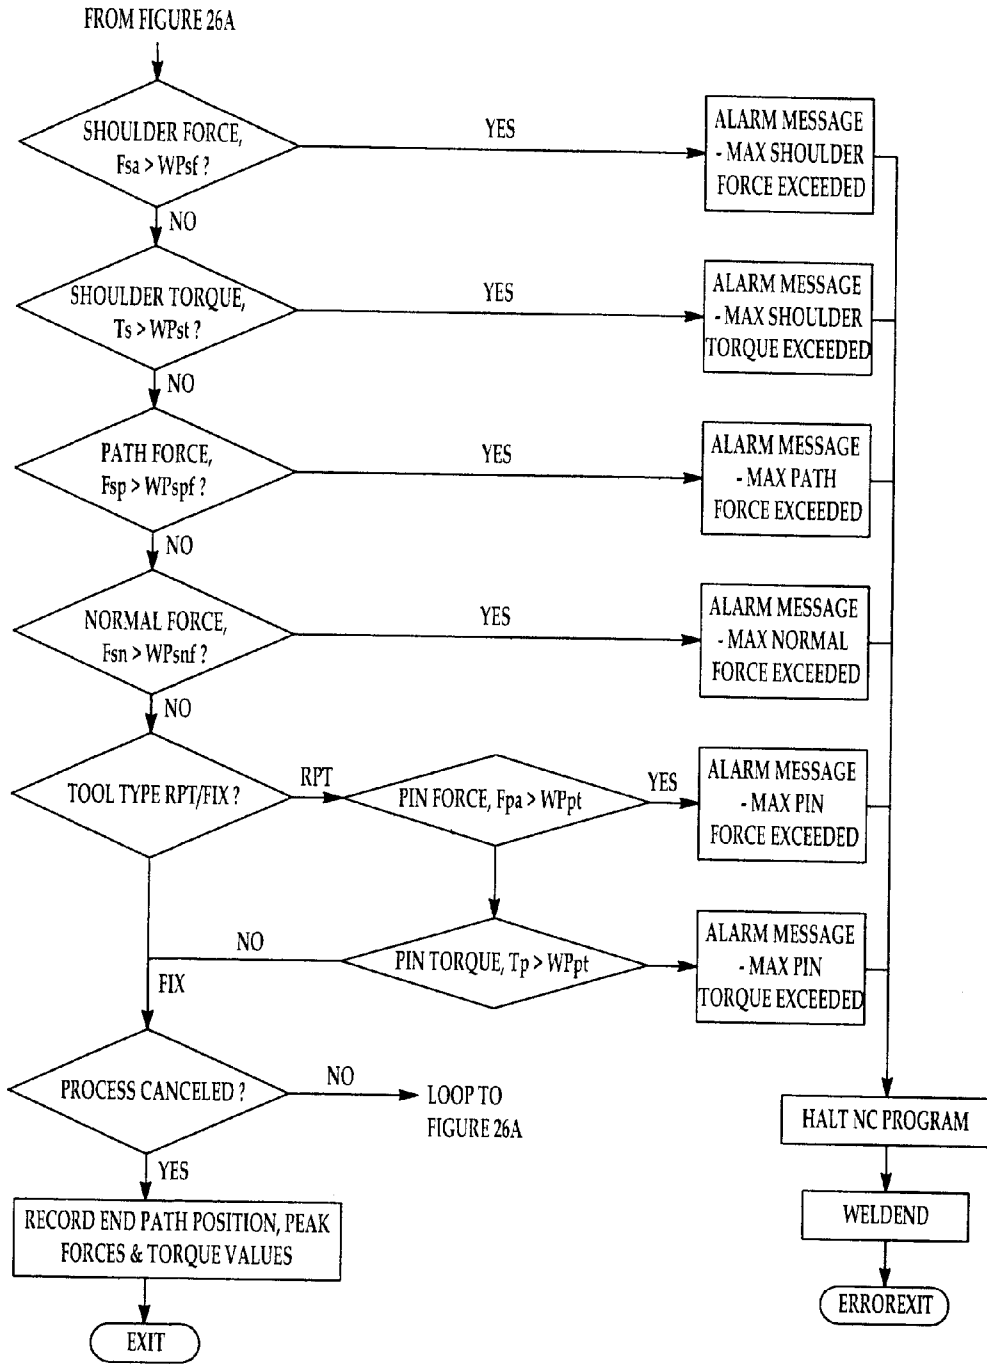 FROM FIGURE 26A
SHOULDER FORCE,
Fsa > WPsf ?
YES
ALARM MESSAGE
- MAX SHOULDER
FORCE EXCEEDED
NO
SHOULDER TORQUE,
Ts > WPst ?
YES
ALARM MESSAGE
- MAX SHOULDER
TORQUE EXCEEDED
NO
PATH FORCE,
Fsp > WPspf ?
YES
ALARM MESSAGE
- MAX PATH
FORCE EXCEEDED
NO
NORMAL FORCE,
Fsn > WPsnf ?
YES
ALARM MESSAGE
- MAX NORMAL
FORCE EXCEEDED
NO
TOOL TYPE RPT/FIX ?
RPT
PIN FORCE, Fpa > WPpt
YES
ALARM MESSAGE
- MAX PIN
FORCE EXCEEDED
NO
PIN TORQUE, Tp > WPpt
ALARM MESSAGE
- MAX PIN
TORQUE EXCEEDED
FIX
PROCESS CANCELED ?
NO
LOOP TO
FIGURE 26A
HALT NC PROGRAM
YES
RECORD END PATH POSITION, PEAK
FORCES & TORQUE VALUES
WELDEND
EXIT
ERROREXIT